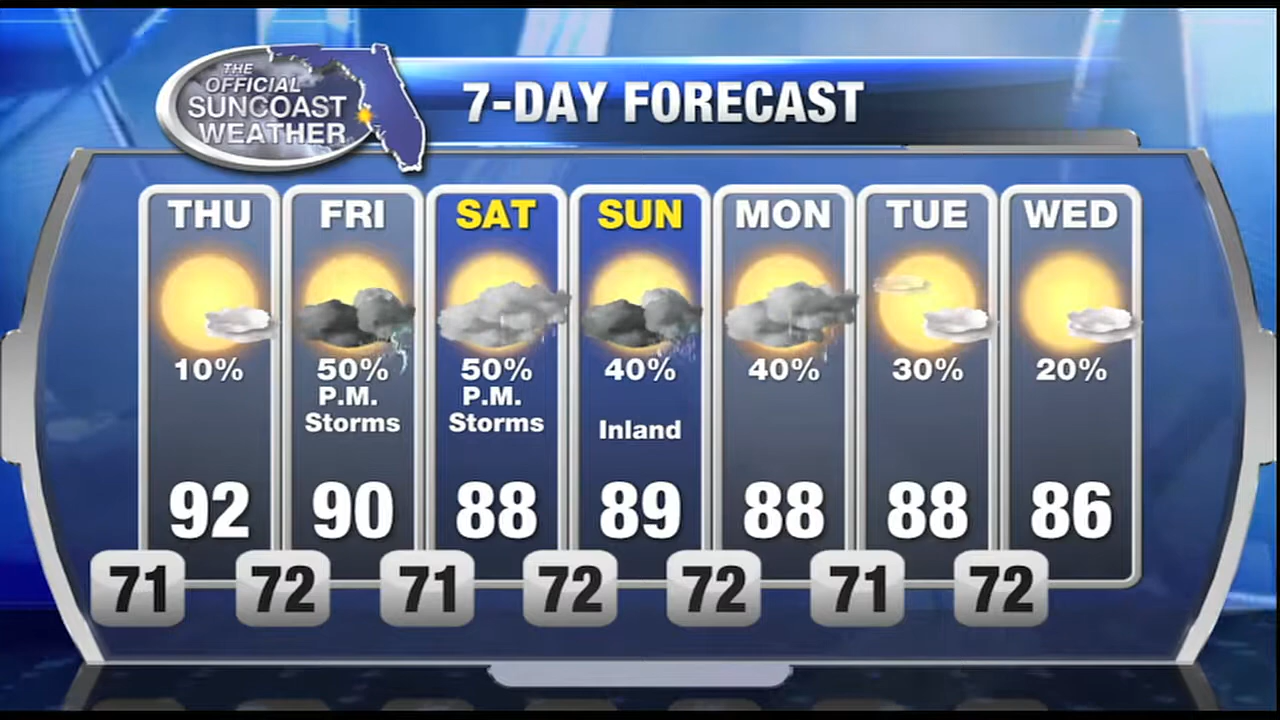 THE
OFFICIAL
SUNCOAST
WEATHER
7-DAY FORECAST
THU
10%
92
71
FRI
50%
P.M.
Storms
90
72
SAT
50%
P.M.
Storms
88
71
SUN
40%
Inland
89
72
MON
40%
88
72
TUE
30%
88
71
WED
20%
86
72